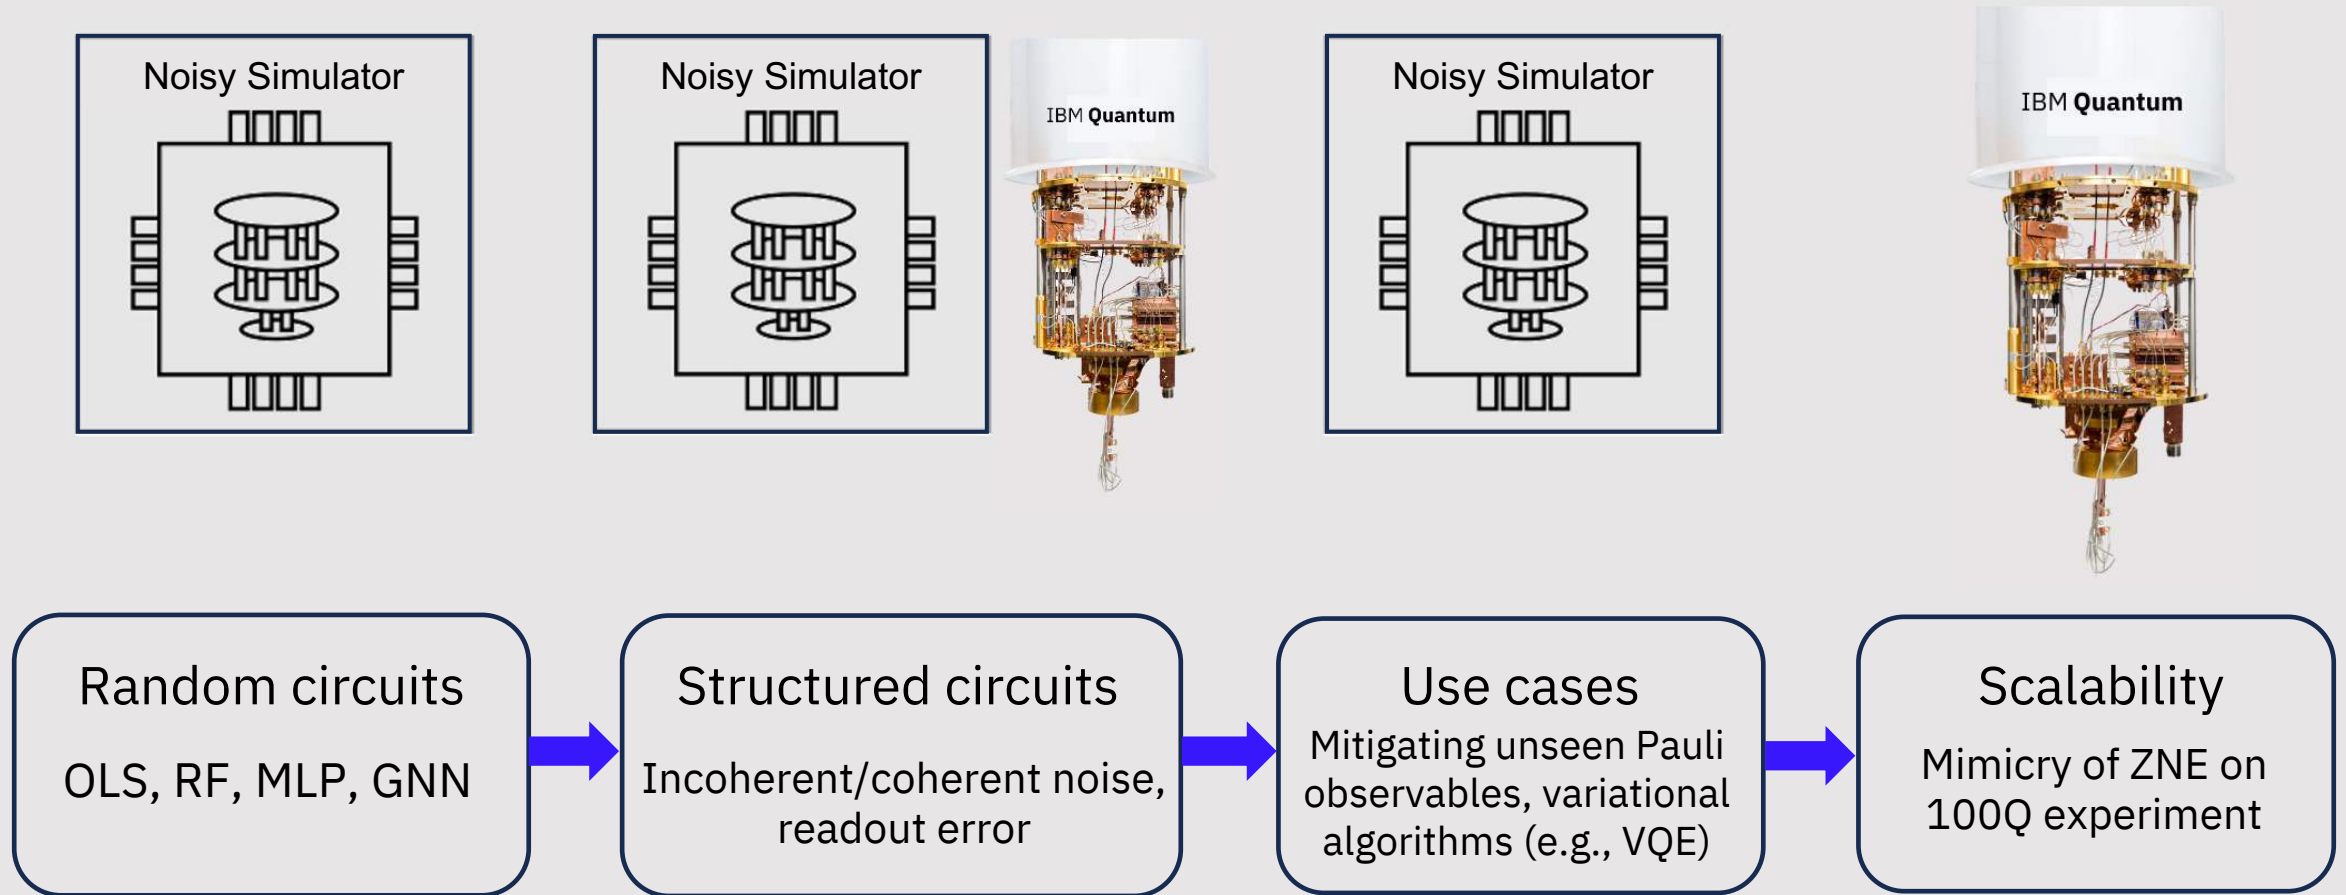 Noisy Simulator
Noisy Simulator
IBM Quantum
Noisy Simulator
IBM Quantum
Random circuits
OLS, RF, MLP, GNN
Structured circuits
Incoherent/coherent noise,
readout error
Use cases
Mitigating unseen Pauli
observables, variational
algorithms (e.g., VQE)
Scalability
Mimicry of ZNE on
100Q experiment